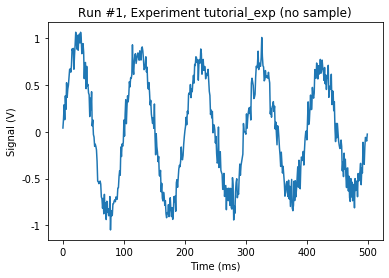 Run #1, Experiment tutorial_exp (no sample)
1
0.5
0
-0.5
-1
Signal (V)
0 100 200 300 400 500
Time (ms)